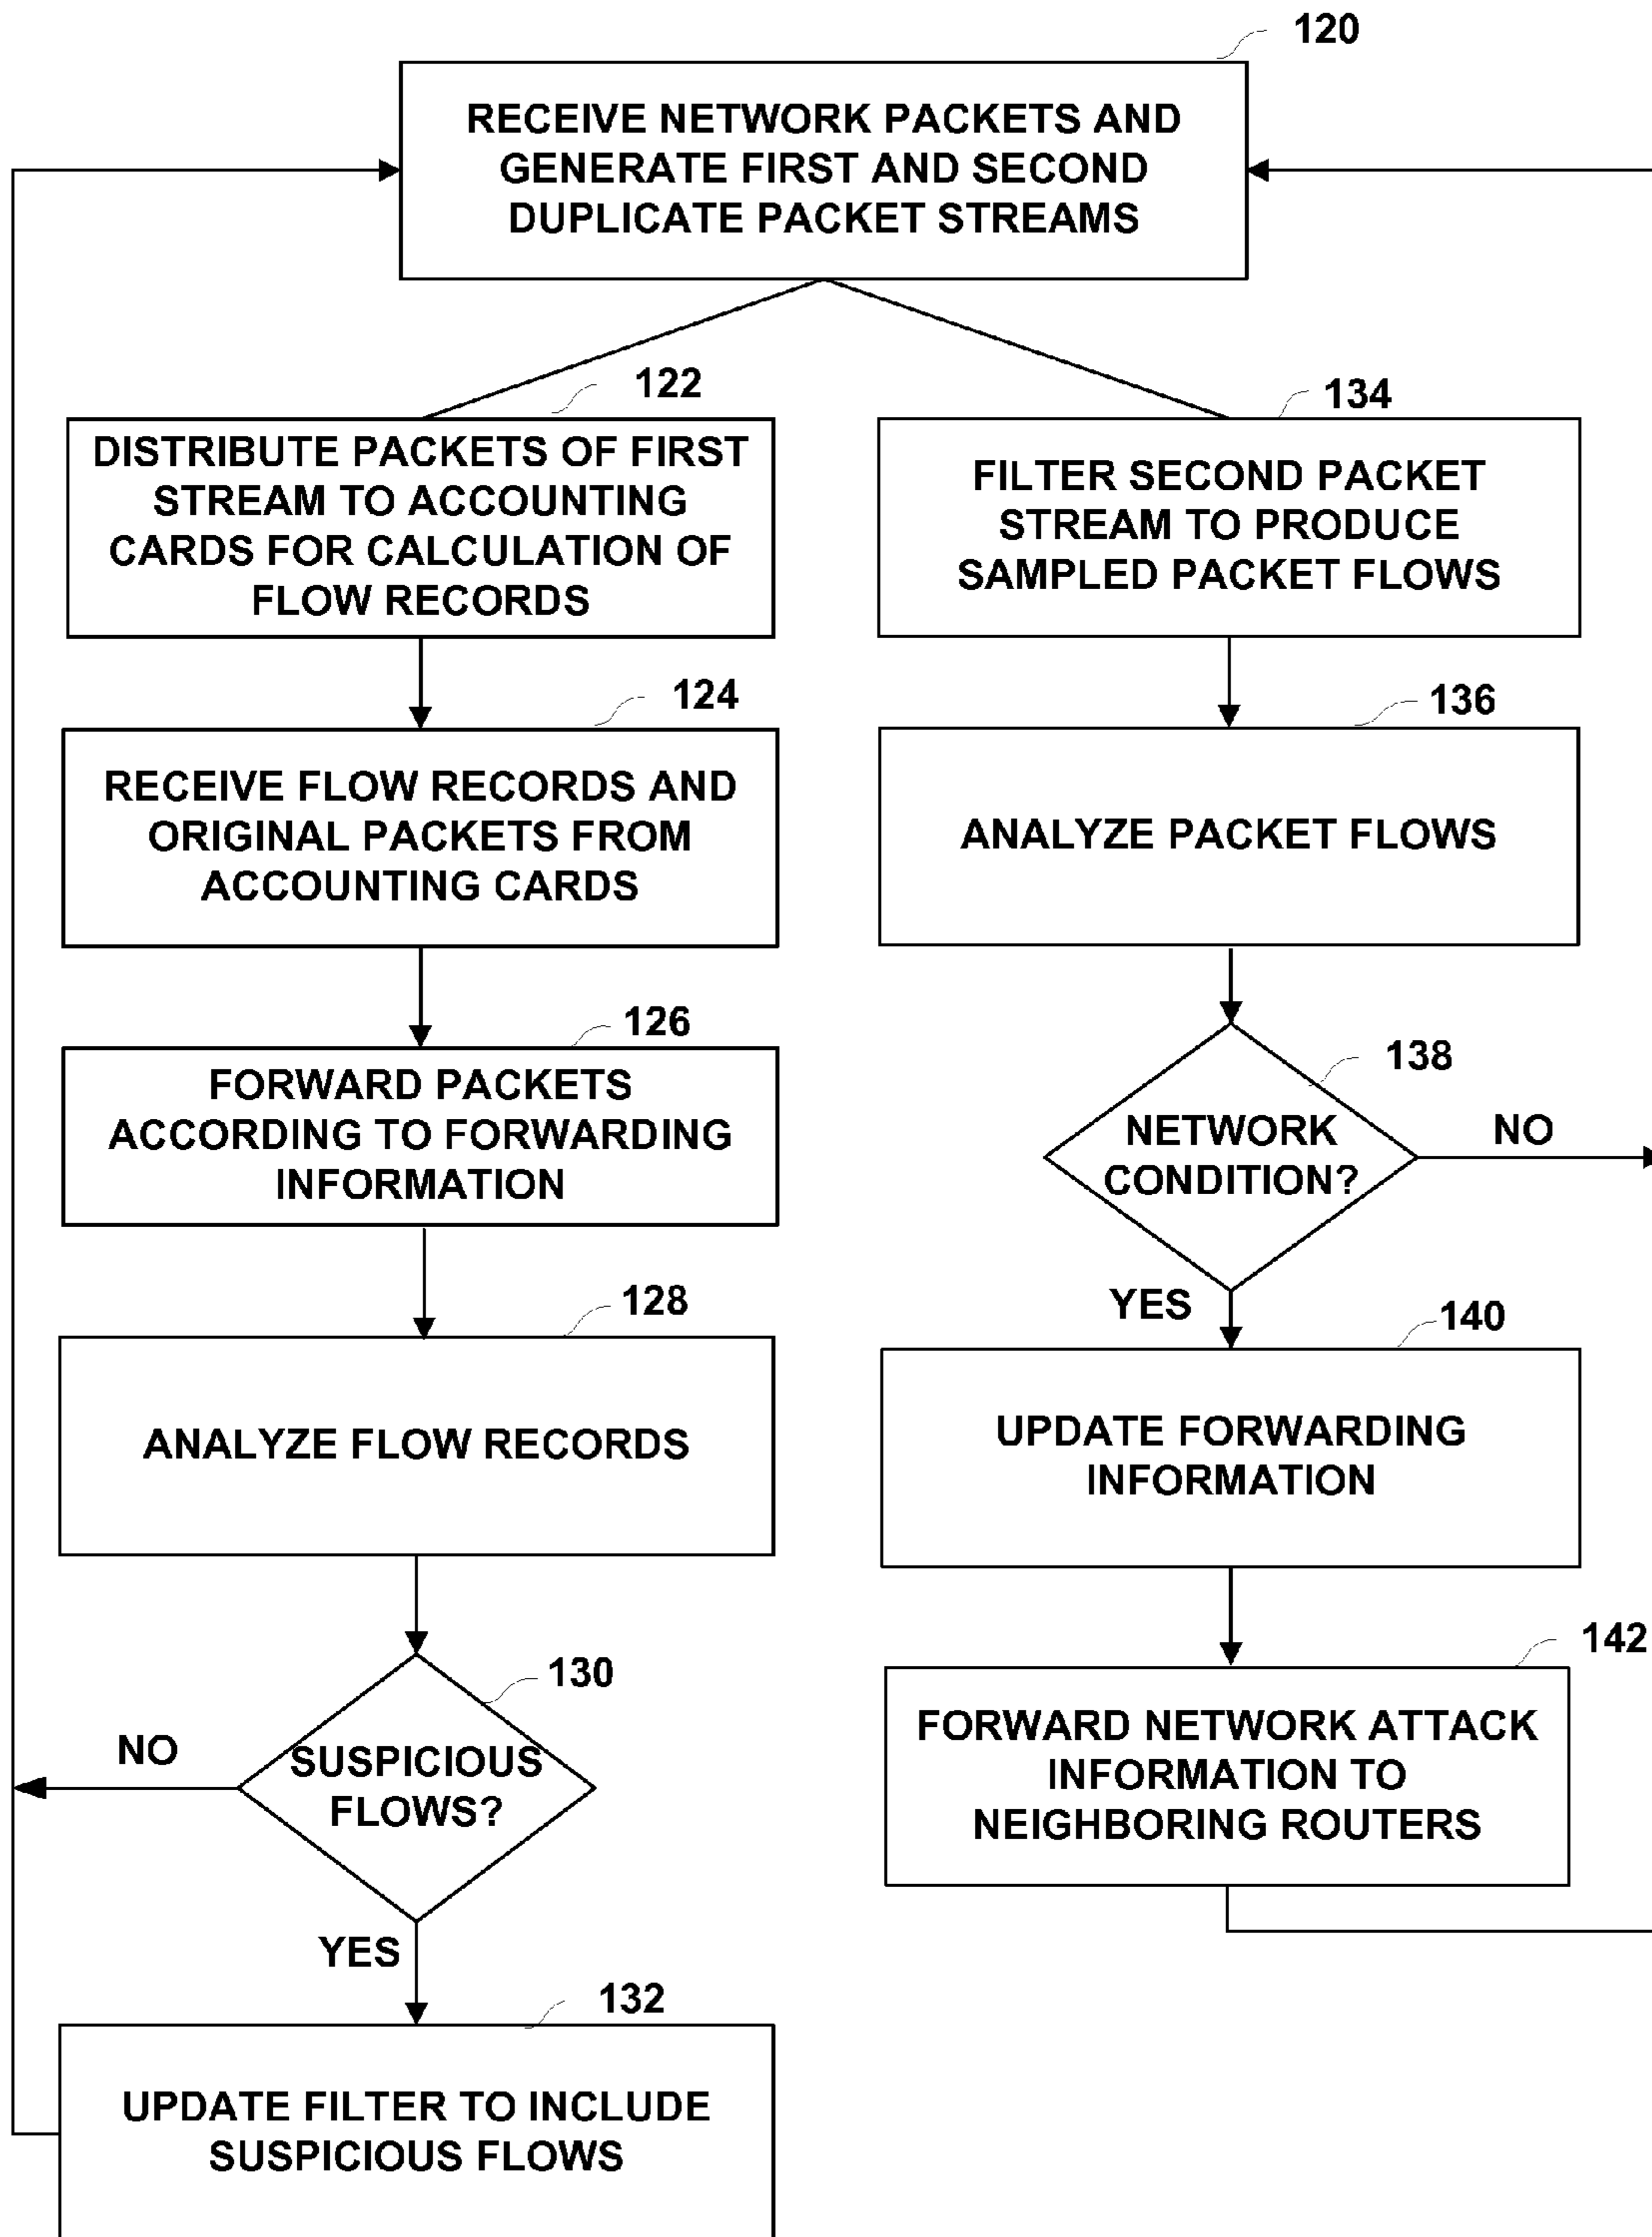 120
RECEIVE NETWORK PACKETS AND
GENERATE FIRST AND SECOND
DUPLICATE PACKET STREAMS
122
DISTRIBUTE PACKETS OF FIRST
STREAM TO ACCOUNTING
CARDS FOR CALCULATION OF
FLOW RECORDS
124
RECEIVE FLOW RECORDS AND
ORIGINAL PACKETS FROM
ACCOUNTING CARDS
126
FORWARD PACKETS
ACCORDING TO FORWARDING
INFORMATION
128
ANALYZE FLOW RECORDS
130
SUSPICIOUS
FLOWS?
NO
YES
132
UPDATE FILTER TO INCLUDE
SUSPICIOUS FLOWS
134
FILTER SECOND PACKET
STREAM TO PRODUCE
SAMPLED PACKET FLOWS
136
ANALYZE PACKET FLOWS
138
NETWORK
CONDITION?
NO
YES
140
UPDATE FORWARDING
INFORMATION
142
FORWARD NETWORK ATTACK
INFORMATION TO
NEIGHBORING ROUTERS